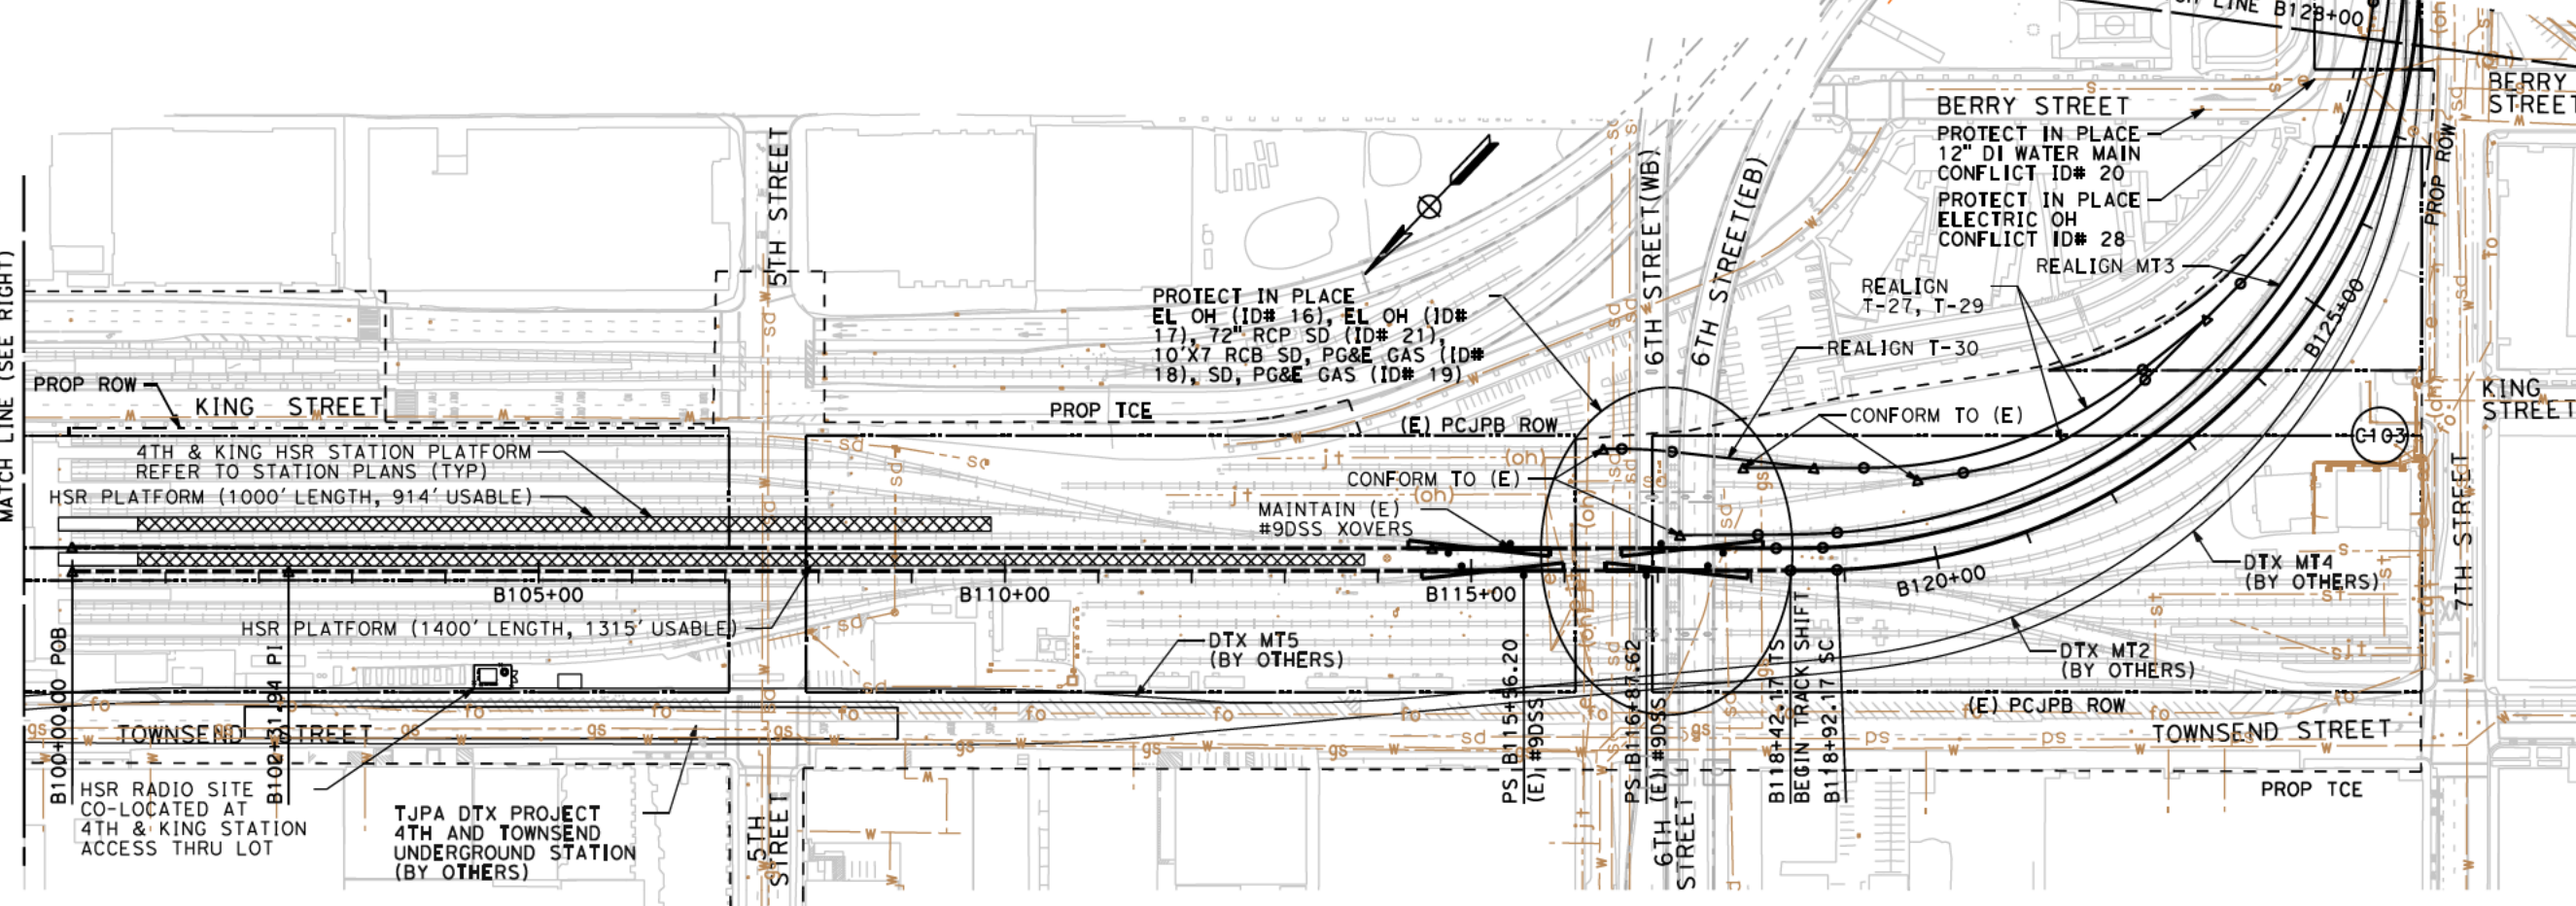 LINE B128+00
BERRY
STREET
BERRY STREET
PROTECT IN PLACE
12" DI WATER MAIN
CONFLICT ID# 20
PROTECT IN PLACE
ELECTRIC OH
CONFLICT ID# 28
PROP ROW
REALIGN MT3
REALIGN
T-27, T-29
REALIGN T-30
CONFORM TO (E)
B125+00
KING
STREET
C103
5TH STREET
6TH STREET(WB)
6TH STREET(EB)
PROTECT IN PLACE
EL OH (ID# 16), EL OH (ID#
17), 72" RCP SD (ID# 21),
10'X7 RCB SD, PG&E GAS (ID#
18), SD, PG&E GAS (ID# 19)
MATCH LINE (SEE RIGHT)
PROP ROW
KING STREET
PROP TCE
(E) PCJPB ROW
4TH & KING HSR STATION PLATFORM
REFER TO STATION PLANS (TYP)
HSR PLATFORM (1000' LENGTH, 914' USABLE)
CONFORM TO (E)
MAINTAIN (E)
#9DSS XOVERS
B105+00
B110+00
B115+00
B120+00
HSR PLATFORM (1400' LENGTH, 1315' USABLE)
DTX MT5
(BY OTHERS)
DTX MT4
(BY OTHERS)
DTX MT2
(BY OTHERS)
7TH STREET
B100+00.00 POB
B102+31.94 PI
PS B115+56.20
(E) #9DSS
PS B116+87.62
(E) #9DSS
B118+42.17 TS
BEGIN TRACK SHIFT
B118+92.17 SC
(E) PCJPB ROW
TOWNSEND STREET
TOWNSEND STREET
PROP TCE
HSR RADIO SITE
CO-LOCATED AT
4TH & KING STATION
ACCESS THRU LOT
TJPA DTX PROJECT
4TH AND TOWNSEND
UNDERGROUND STATION
(BY OTHERS)
5TH
STREET
6TH
STREET